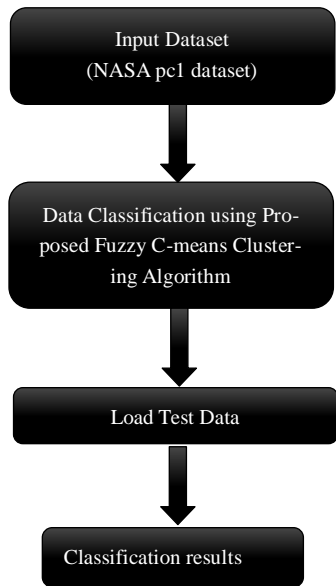 Input Dataset
(NASA pc1 dataset)
Data Classification using Pro-
posed Fuzzy C-means Cluster-
ing Algorithm
Load Test Data
Classification results